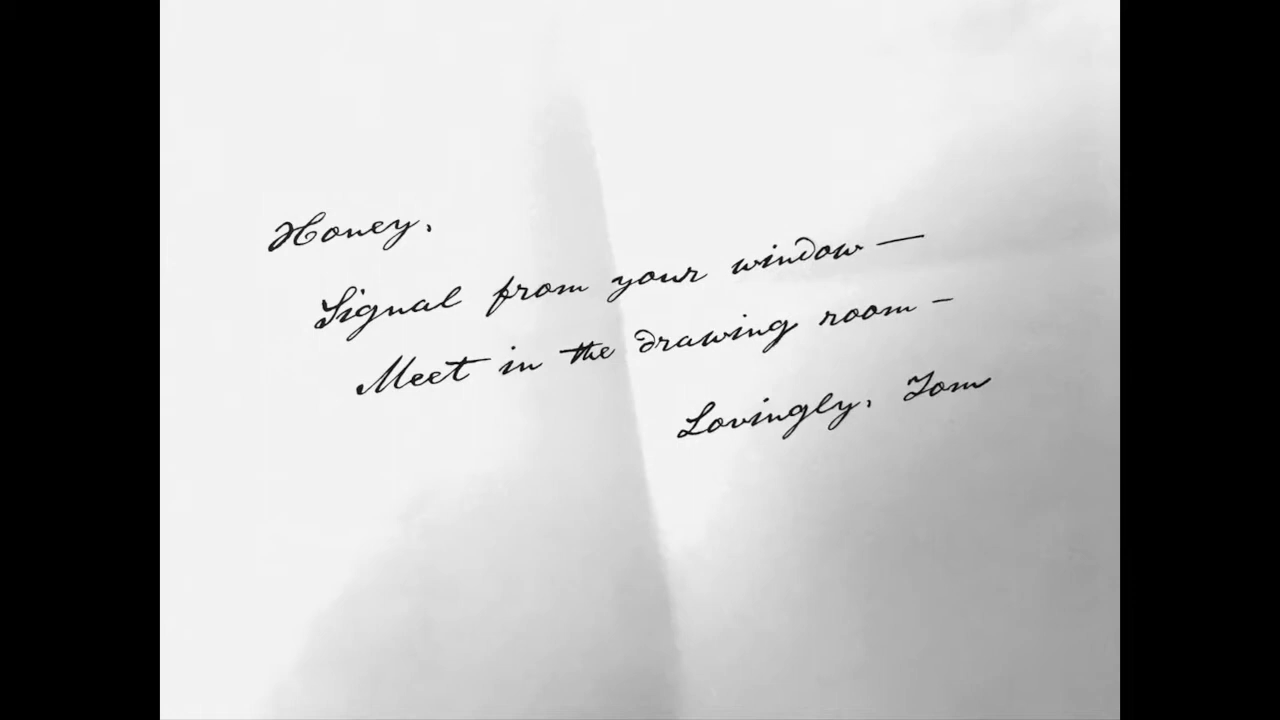 Honey,
Signal from your window —
Meet in the drawing room –
Lovingly, Tom